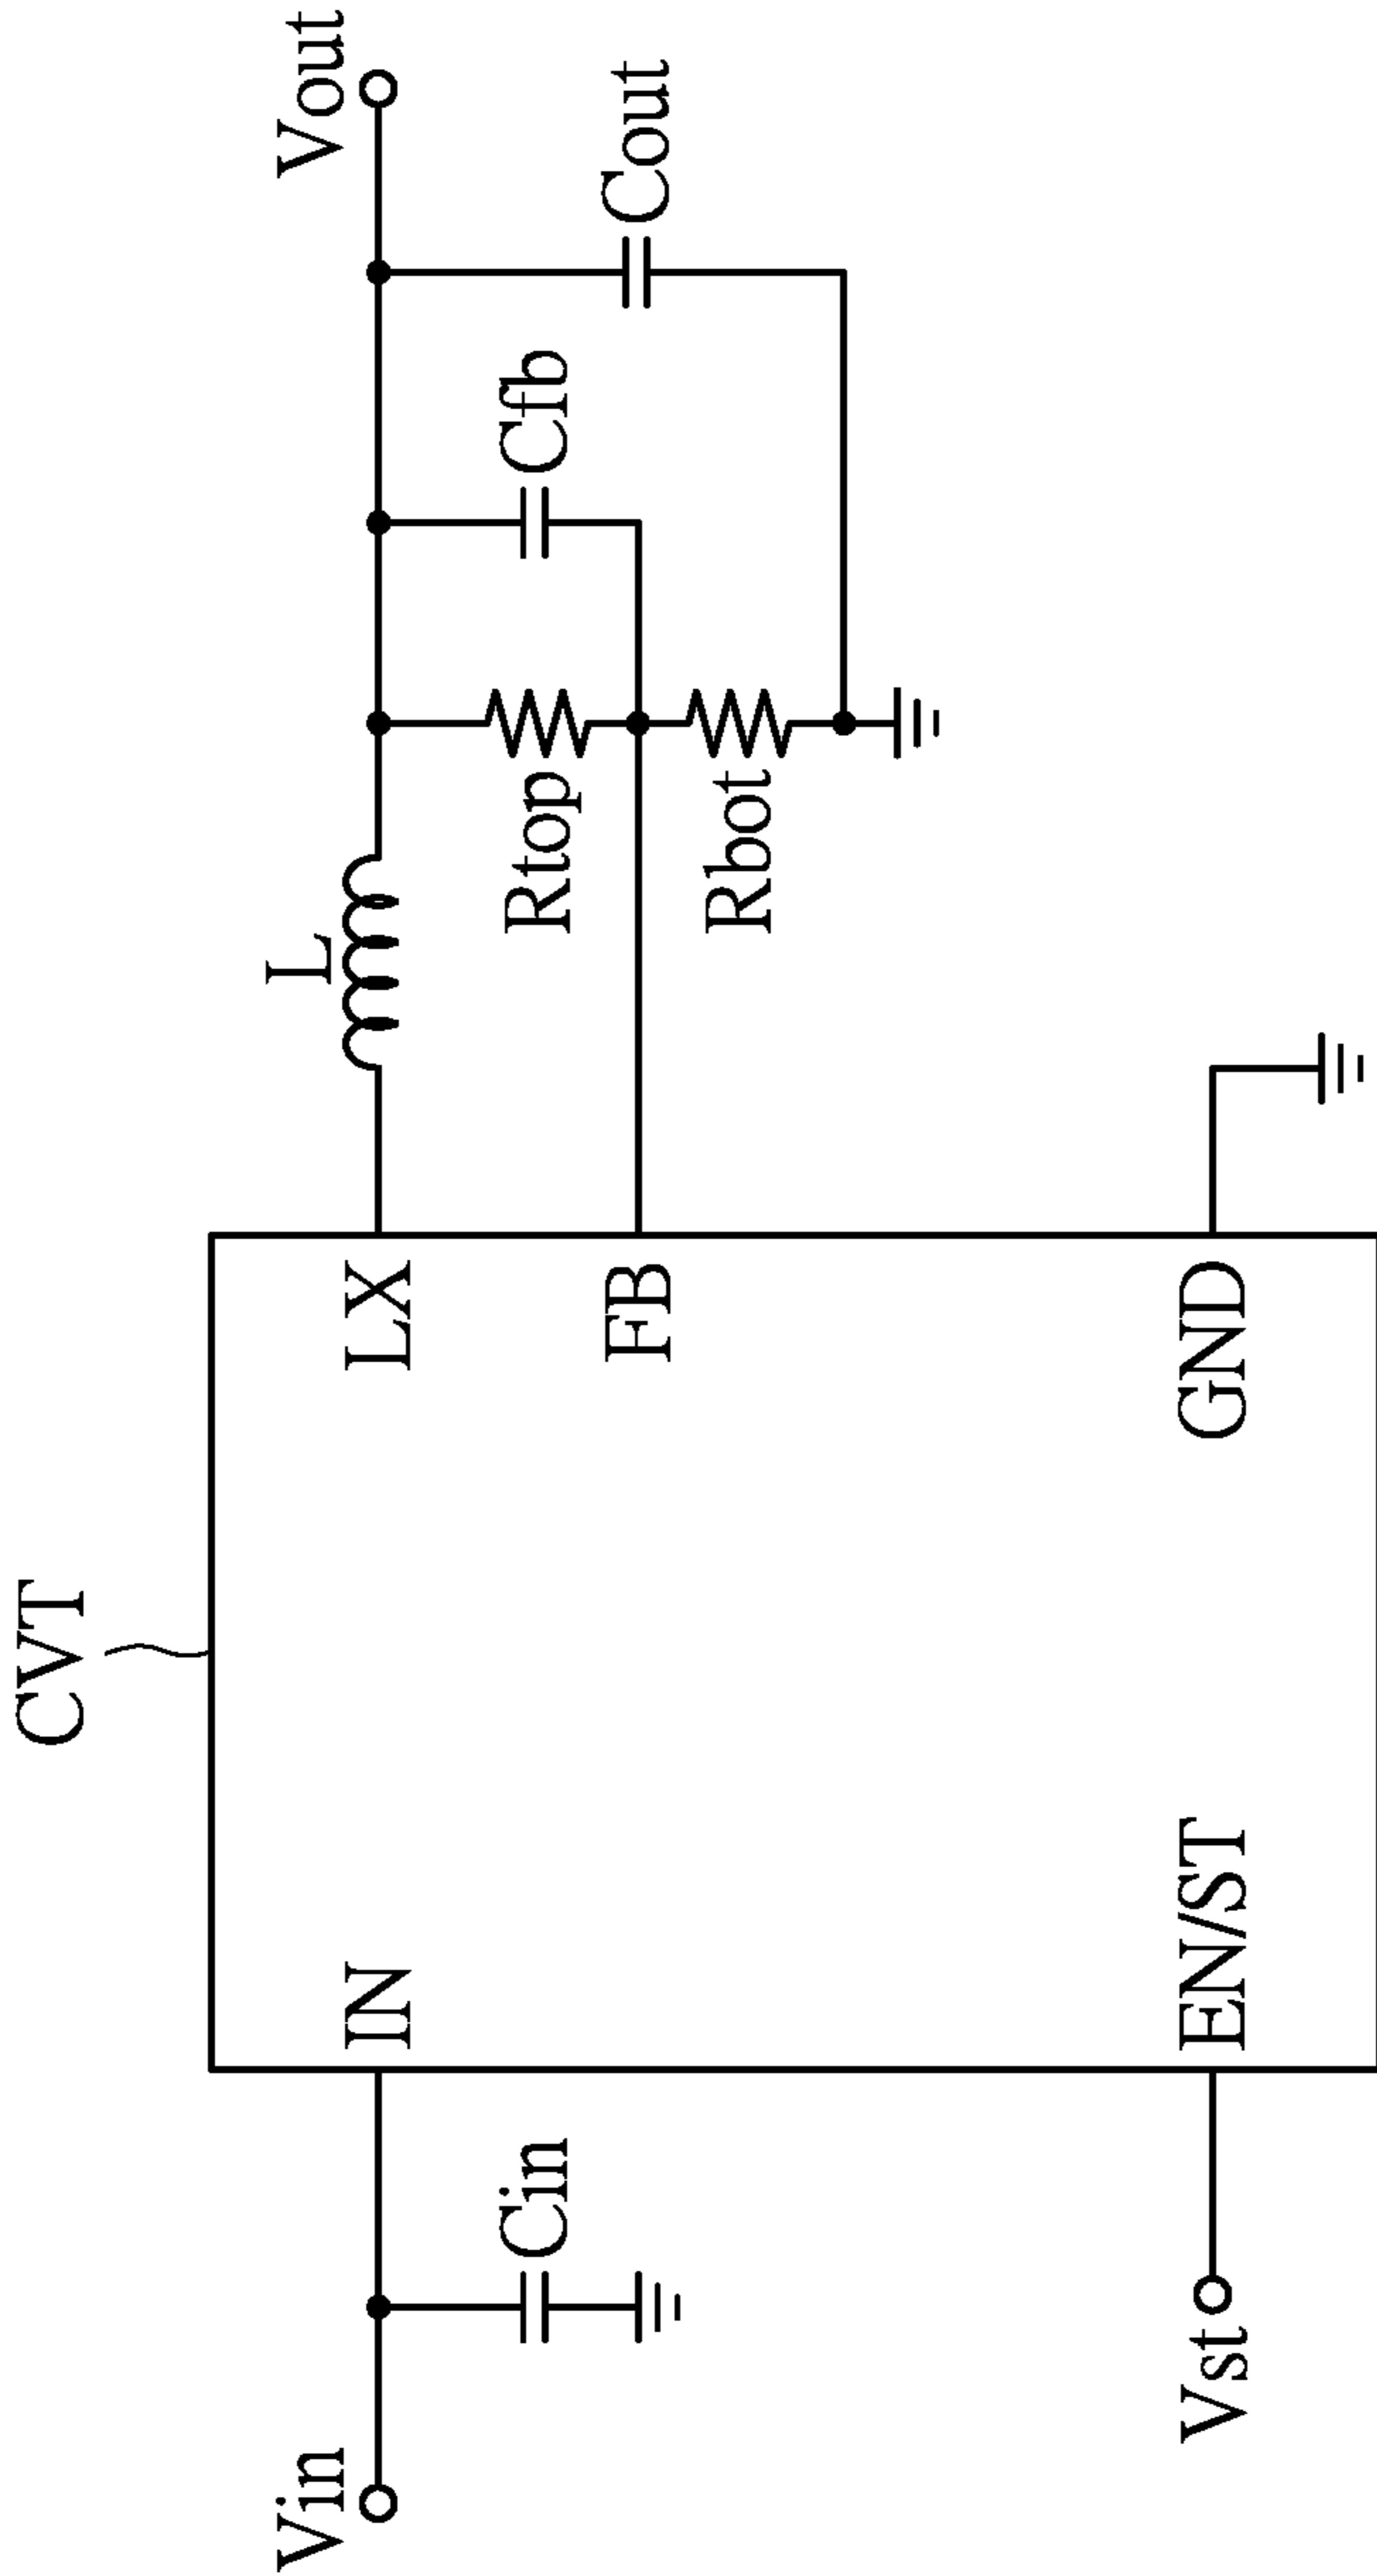 CVT
Vin
IN
LX
L
Vout
Cin
FB
Rtop
Cfb
Rbot
Cout
Vst
EN/ST
GND